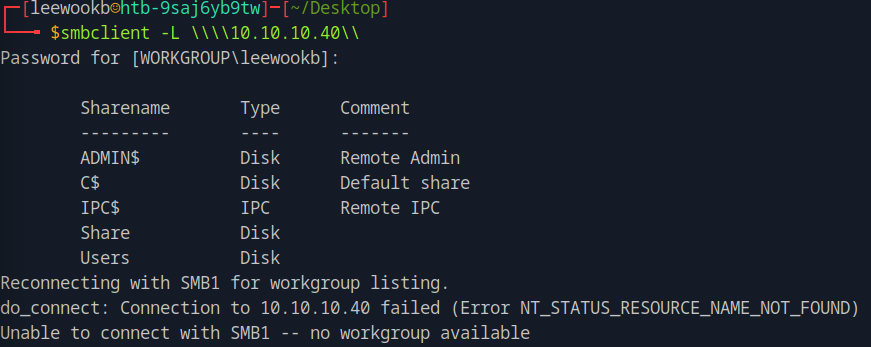 [leewookb☺htb-9saj6yb9tw]-[~/Desktop]
$smbclient -L \\\\10.10.10.40\\
Password for [WORKGROUP\leewookb]:
Sharename Type Comment
--------- ---- -------
ADMIN$ Disk Remote Admin
C$ Disk Default share
IPC$ IPC Remote IPC
Share Disk
Users Disk
Reconnecting with SMB1 for workgroup listing.
do_connect: Connection to 10.10.10.40 failed (Error NT_STATUS_RESOURCE_NAME_NOT_FOUND)
Unable to connect with SMB1 -- no workgroup available